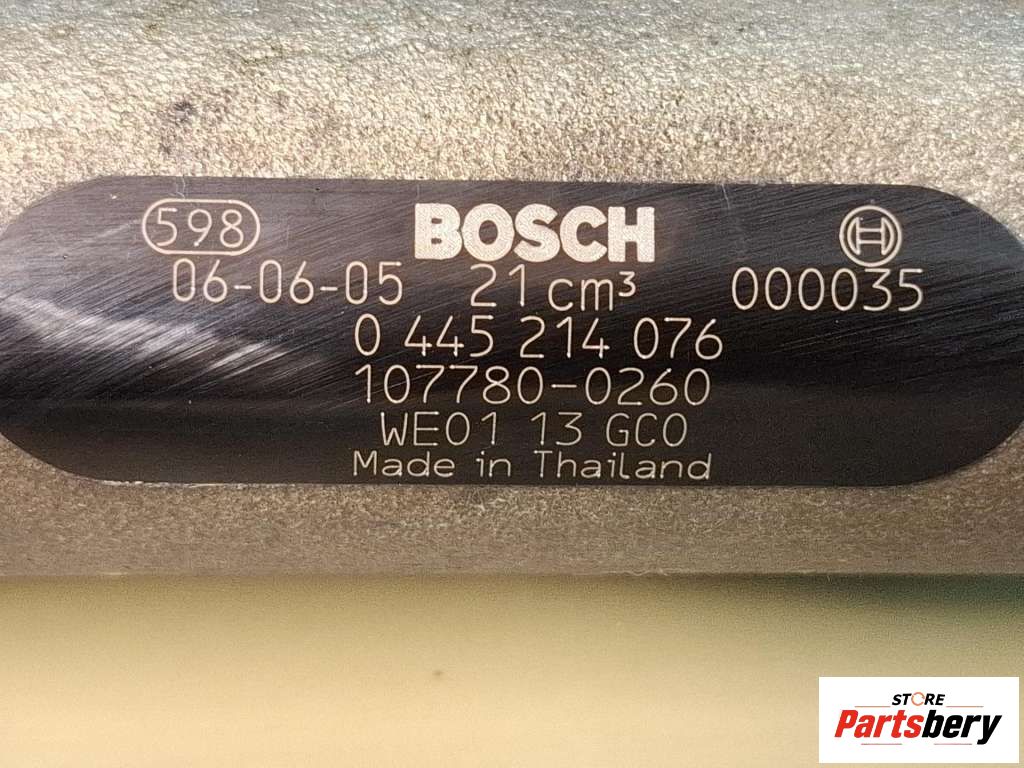 598
BOSCH
06-06-05 21 cm³ 000035
0 445 214 076
107780-0260
WE01 13 GC0
Made in Thailand
STORE
Partsbery